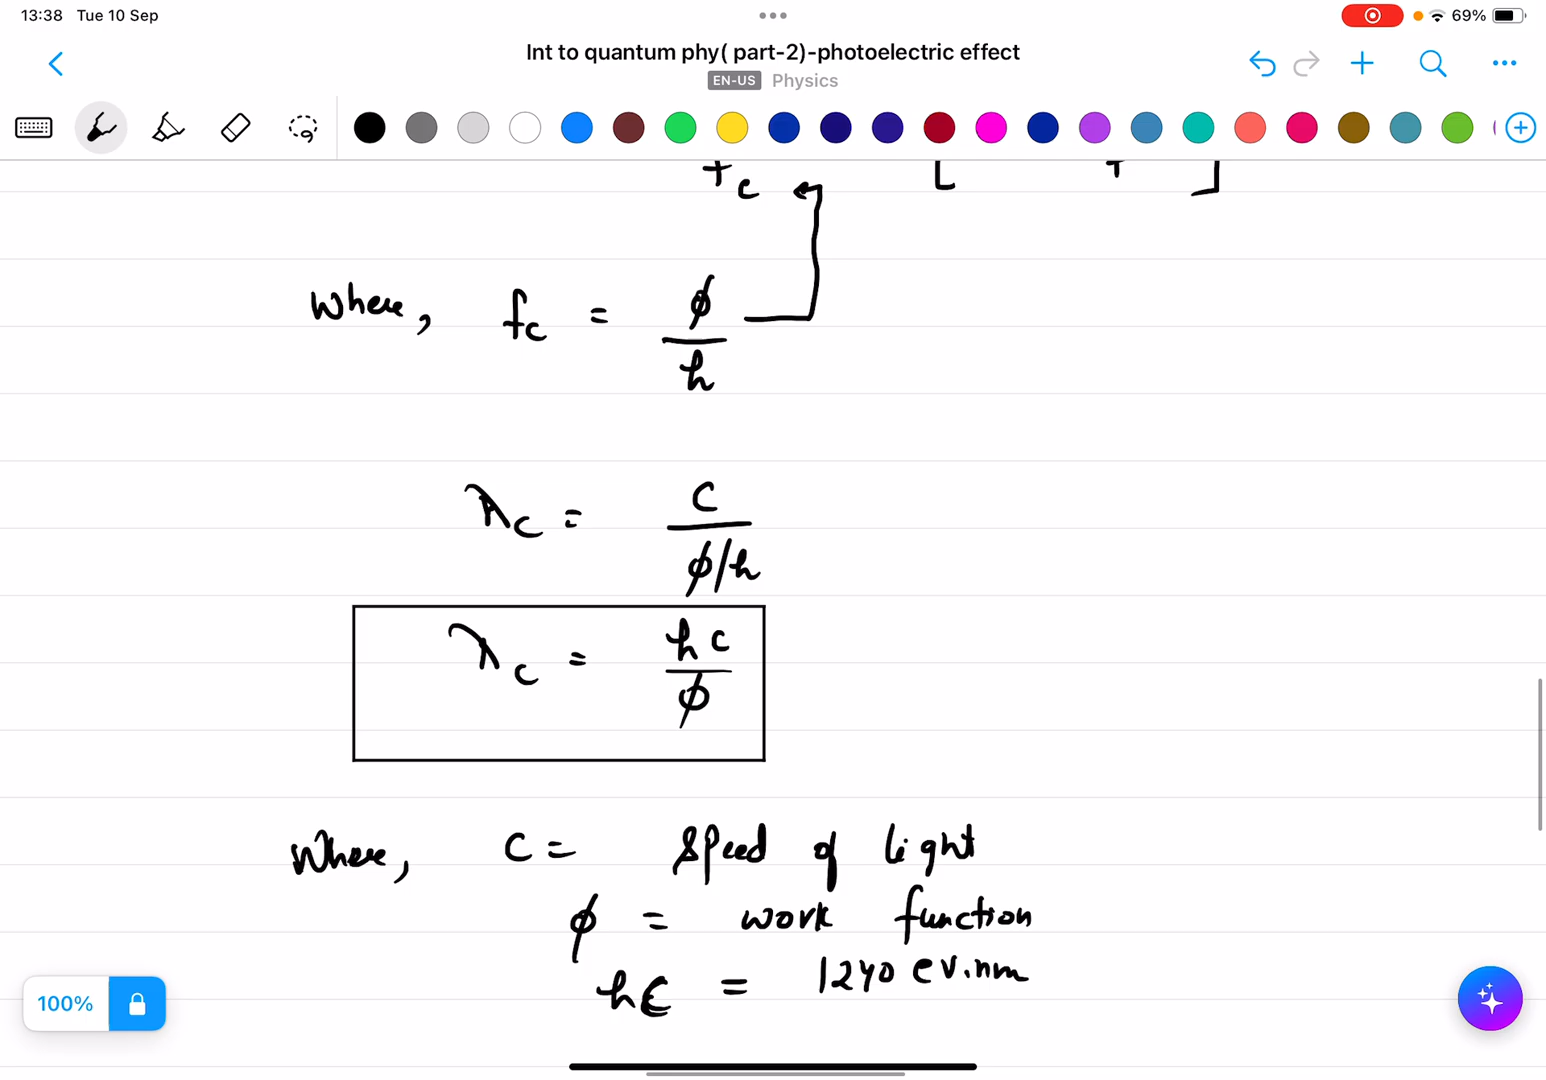 13:38 Tue 10 Sep
69%
Int to quantum phy( part-2)-photoelectric effect
EN-US Physics
where, fc = ϕ/h
λc = c/(ϕ/h)
λc = hc/ϕ
Where, c = speed of light
ϕ = work function
hc = 1240 eV.nm
100%